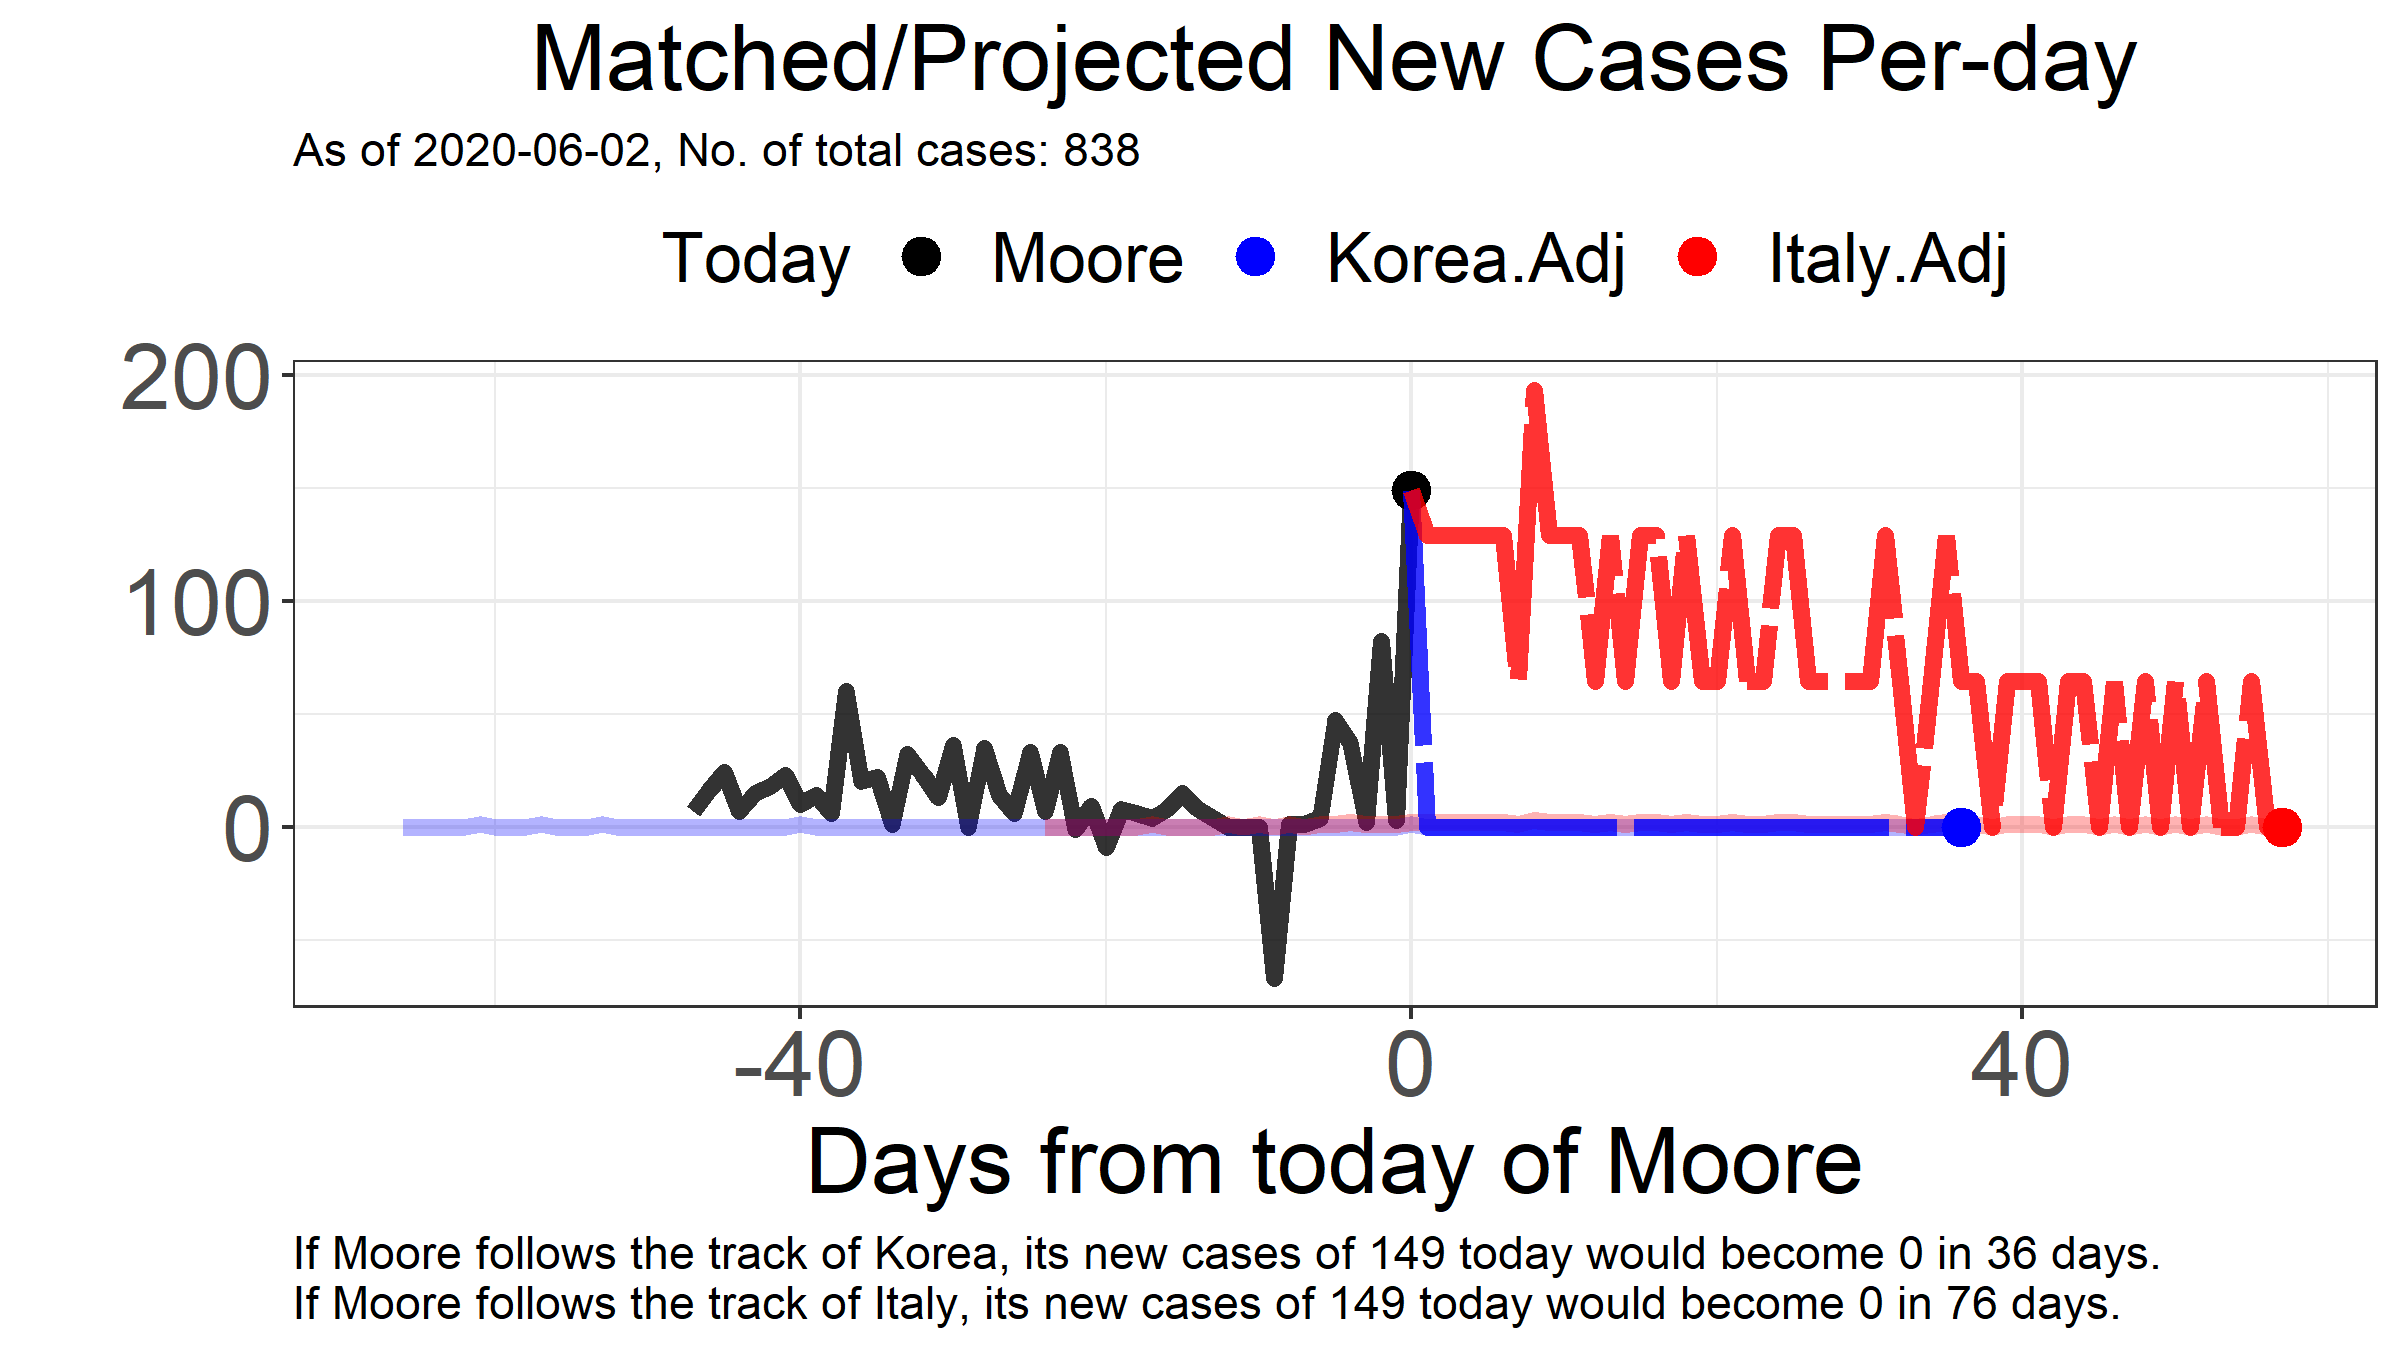 Matched/Projected New Cases Per-day
As of 2020-06-02, No. of total cases: 838
Today Moore Korea.Adj Italy.Adj
200
100
0
-40 0 40
Days from today of Moore
If Moore follows the track of Korea, its new cases of 149 today would become 0 in 36 days.
If Moore follows the track of Italy, its new cases of 149 today would become 0 in 76 days.